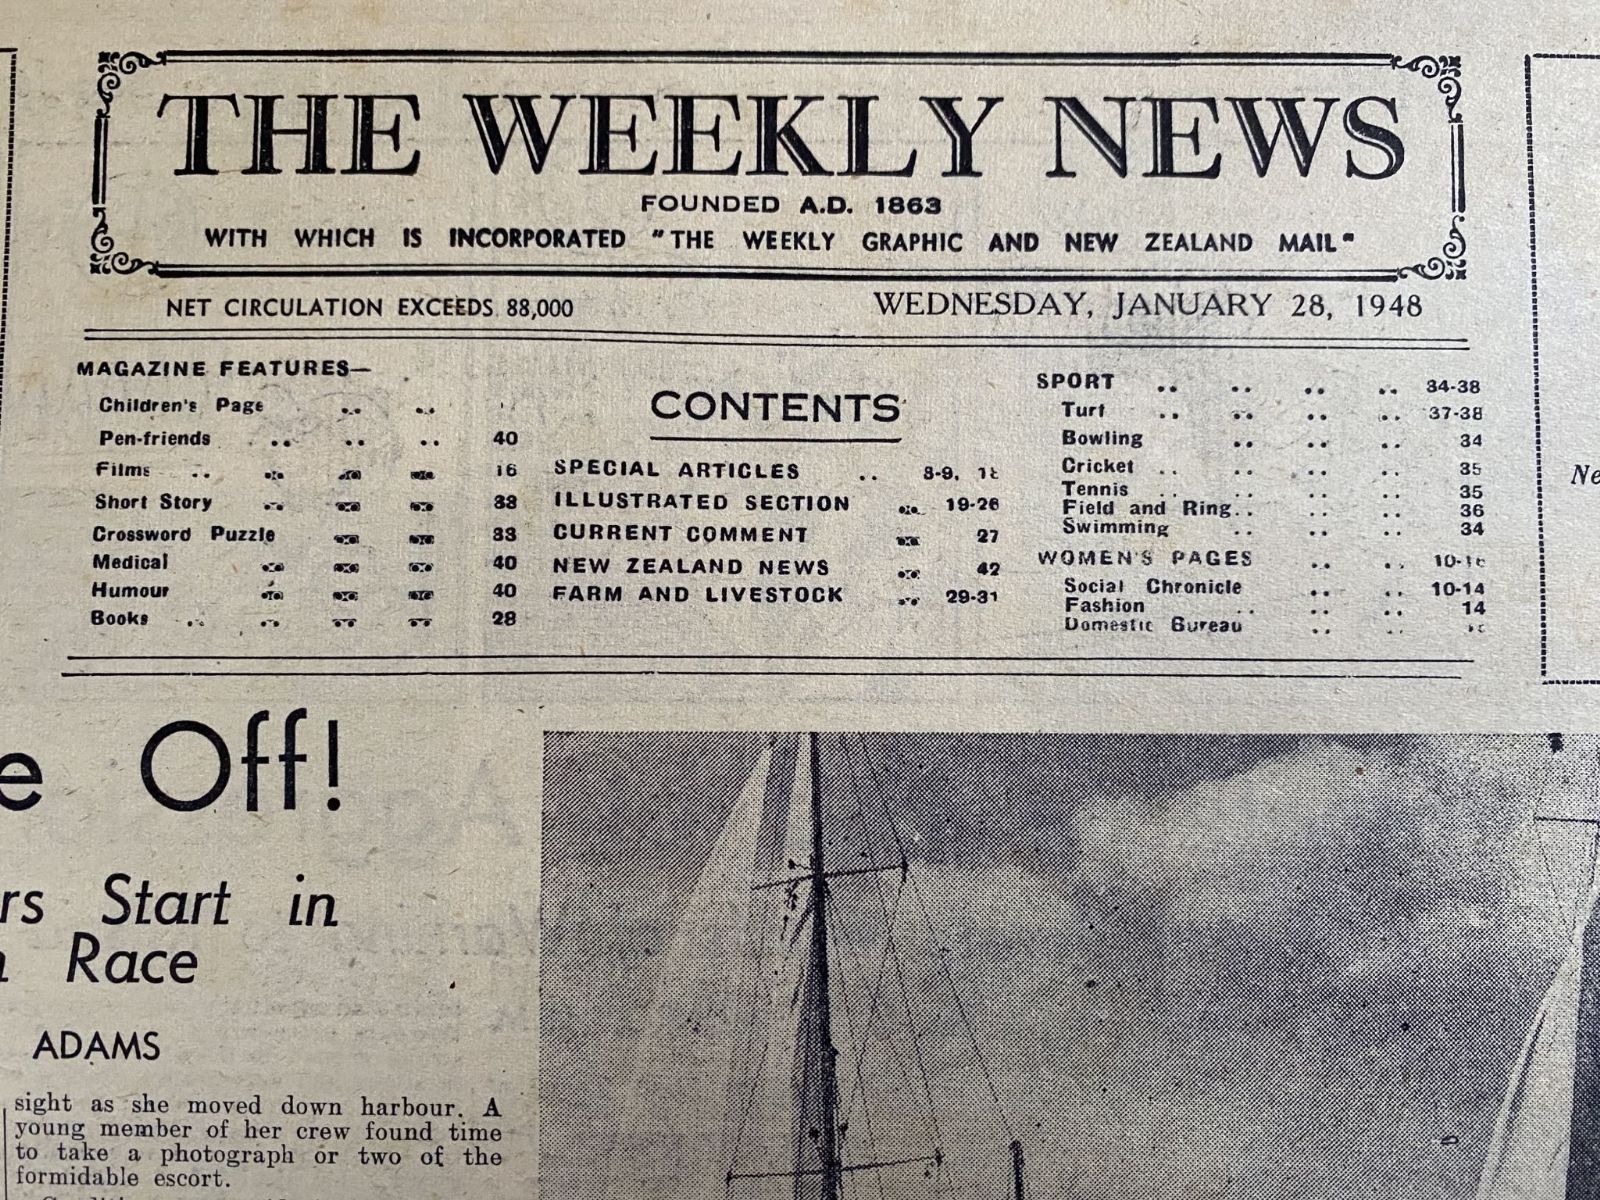 THE WEEKLY NEWS
FOUNDED A.D. 1863
WITH WHICH IS INCORPORATED "THE WEEKLY GRAPHIC AND NEW ZEALAND MAIL"
NET CIRCULATION EXCEEDS 88,000
WEDNESDAY, JANUARY 28, 1948
MAGAZINE FEATURES—
Children's Page .. ..
Pen-friends .. .. .. 40
Films .. .. .. .. 16
Short Story .. .. .. 33
Crossword Puzzle .. .. 33
Medical .. .. .. 40
Humour .. .. .. 40
Books .. .. .. .. 28
CONTENTS
SPECIAL ARTICLES .. 8-9,
ILLUSTRATED SECTION .. 19-26
CURRENT COMMENT .. 27
NEW ZEALAND NEWS .. 42
FARM AND LIVESTOCK .. 29-31
SPORT .. .. .. .. 34-38
Turf .. .. .. .. 37-38
Bowling .. .. .. 34
Cricket .. .. .. .. 35
Tennis .. .. .. .. 35
Field and Ring.. .. .. 36
Swimming .. .. .. 34
WOMEN'S PAGES .. ..
Social Chronicle .. .. 10-14
Fashion .. .. .. 14
Domestic Bureau .. ..
e Off!
rs Start in
Race
ADAMS
sight as she moved down harbour. A
young member of her crew found time
to take a photograph or two of the
formidable escort.
Ne